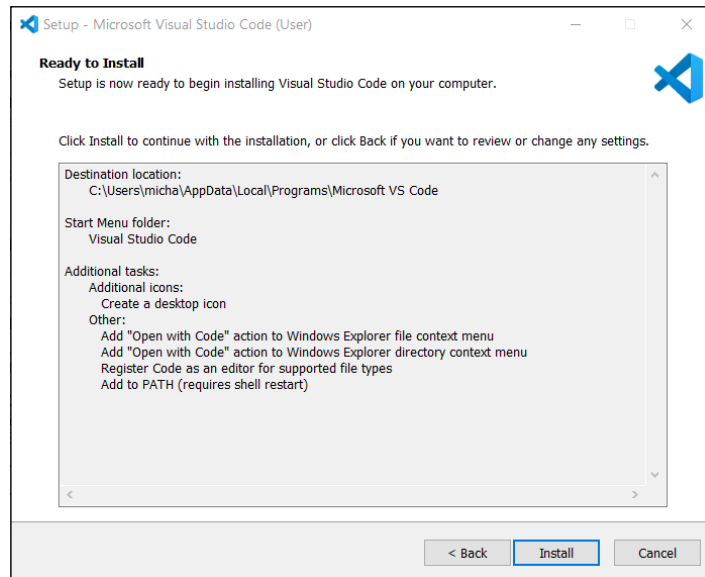 Setup - Microsoft Visual Studio Code (User)
Ready to Install
Setup is now ready to begin installing Visual Studio Code on your computer.
Click Install to continue with the installation, or click Back if you want to review or change any settings.
Destination location:
C:\Users\micha\AppData\Local\Programs\Microsoft VS Code
Start Menu folder:
Visual Studio Code
Additional tasks:
Additional icons:
Create a desktop icon
Other:
Add "Open with Code" action to Windows Explorer file context menu
Add "Open with Code" action to Windows Explorer directory context menu
Register Code as an editor for supported file types
Add to PATH (requires shell restart)
< Back Install Cancel